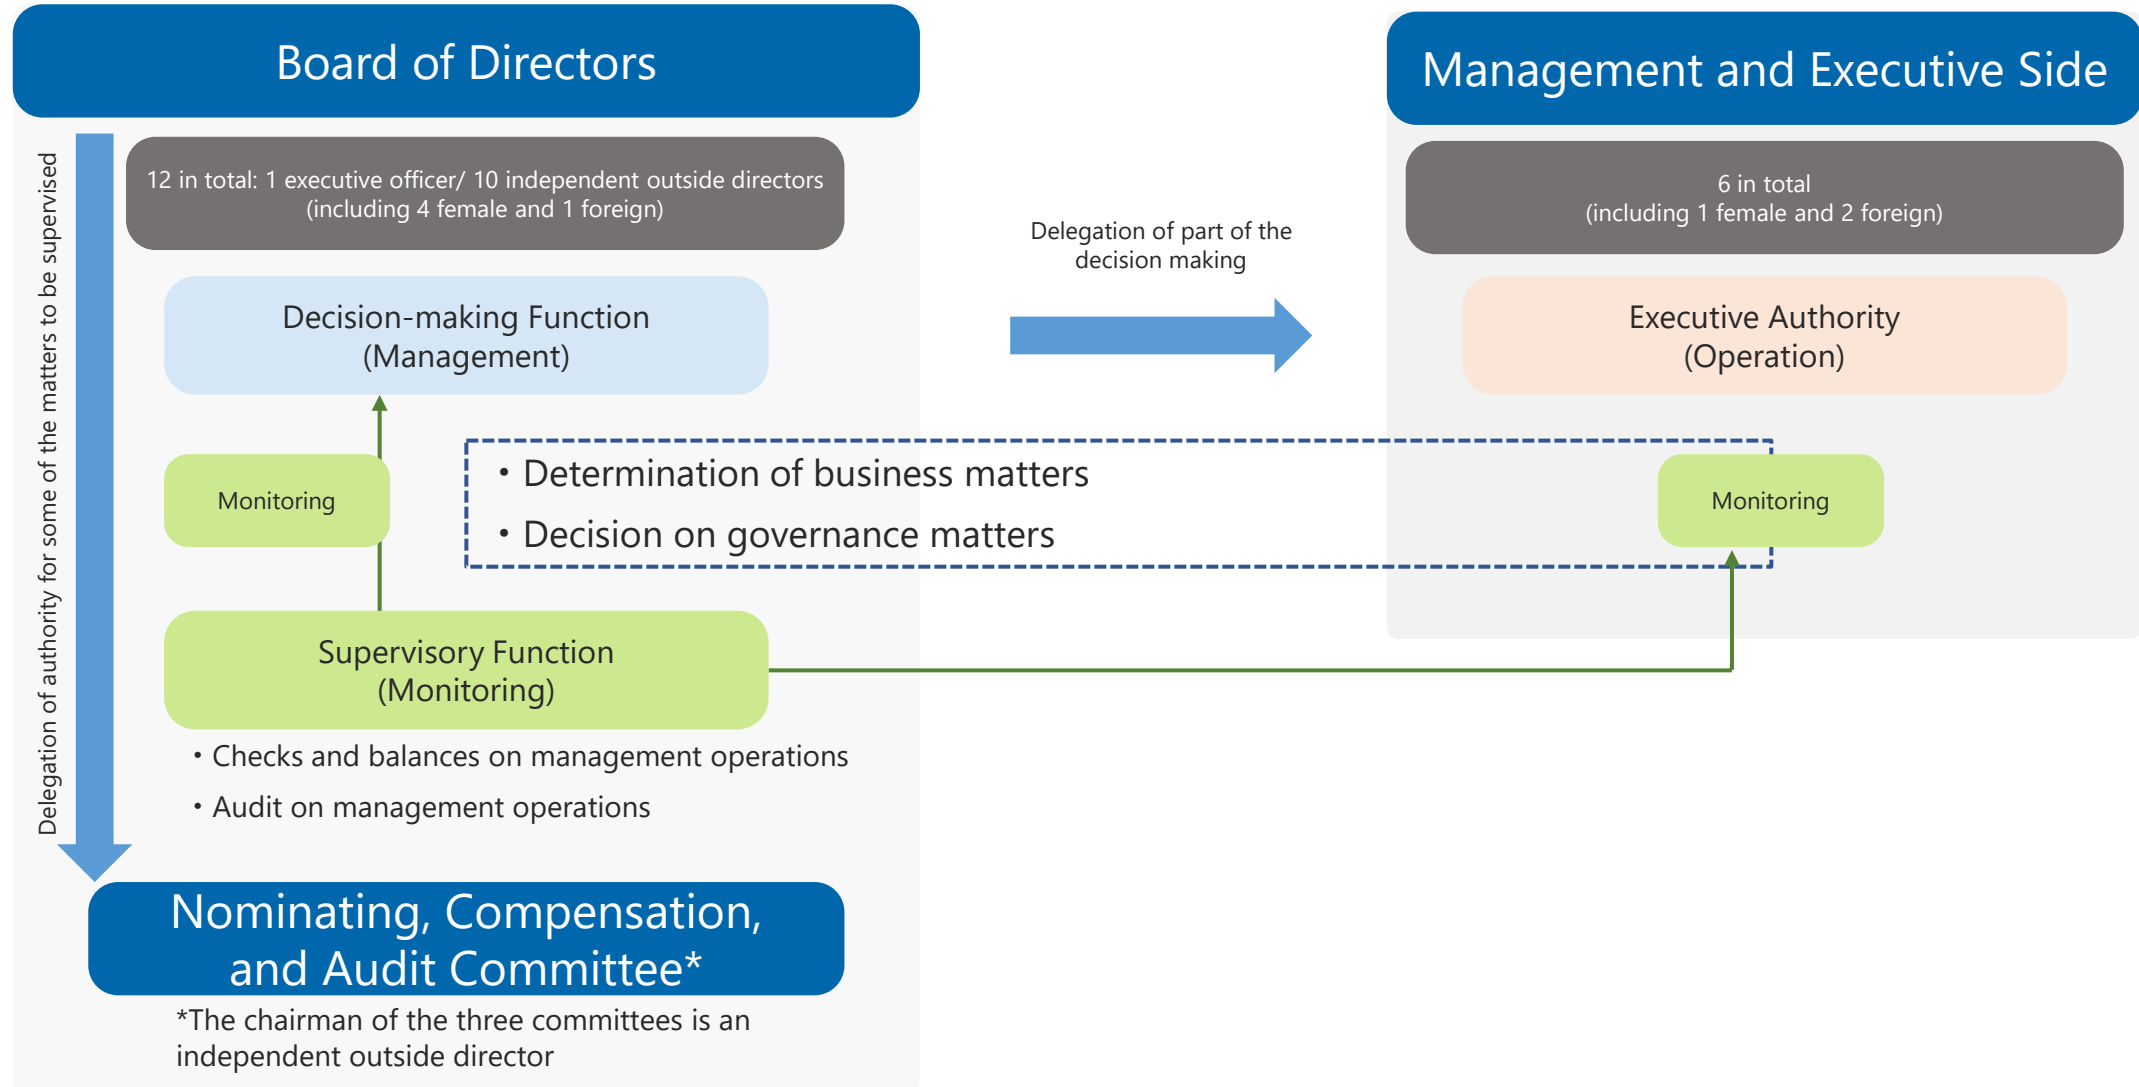 Board of Directors
Management and Executive Side
Delegation of authority for some of the matters to be supervised
12 in total: 1 executive officer/ 10 independent outside directors
(including 4 female and 1 foreign)
Delegation of part of the
decision making
6 in total
(including 1 female and 2 foreign)
Decision-making Function
(Management)
Executive Authority
(Operation)
Monitoring
・Determination of business matters
・Decision on governance matters
Monitoring
Supervisory Function
(Monitoring)
・Checks and balances on management operations
・Audit on management operations
Nominating, Compensation,
and Audit Committee*
*The chairman of the three committees is an
independent outside director